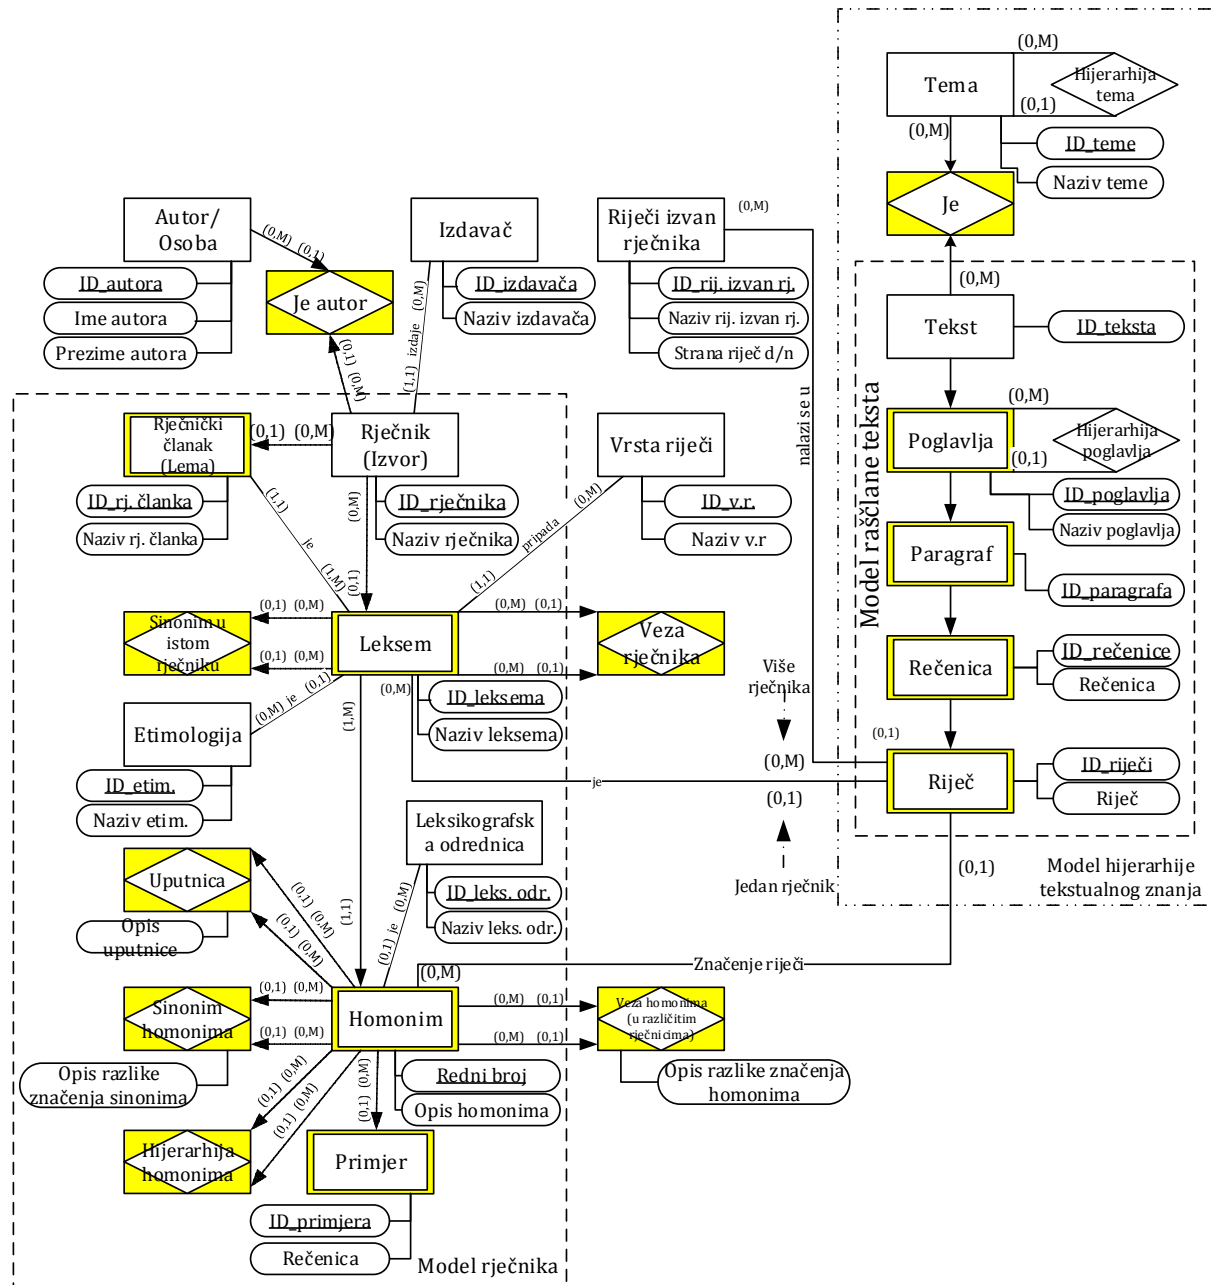 (0,M)
Tema
Hijerarhija
tema
(0,1)
(0,M)
ID_teme
Naziv teme
Je
(0,M)
Autor/
Osoba
(0,M) (0,1)
Izdavač
Riječi izvan
rječnika
(0,M)
ID_autora
Ime autora
Prezime autora
Je autor
(0,1) (0,M)
(1,1) izdaje (0,M)
ID_izdavača
Naziv izdavača
ID_rij. izvan rj.
Naziv rij. izvan rj.
Strana riječ d/n
nalazi se u
Tekst
ID_teksta
Model raščlane teksta
(0,M)
Poglavlja
Hijerarhija
poglavlja
(0,1)
ID_poglavlja
Naziv poglavlja
Paragraf
ID_paragrafa
Rečenica
ID_rečenice
Rečenica
(0,1)
Riječ
ID_riječi
Riječ
(0,1)
Model hijerarhije
tekstualnog znanja
Rječnički
članak
(Lema)
(0,1) (0,M)
Rječnik
(Izvor)
Vrsta riječi
ID_rj. članka
Naziv rj. članka
(1,1) je (1,M)
(0,M)
(0,1)
ID_rječnika
Naziv rječnika
(1,1) pripada (0,M)
ID_v.r.
Naziv v.r
Sinonim u
istom
rječniku
(0,1) (0,M)
(0,1) (0,M)
Leksem
(0,M) (0,1)
(0,M) (0,1)
Veza
rječnika
(0,M) je (0,1)
(0,M)
ID_leksema
Naziv leksema
Više
rječnika
(0,M)
(0,1)
Jedan rječnik
je
Etimologija
ID_etim.
Naziv etim.
(1,M)
(1,1)
Leksikografsk
a odrednica
ID_leks. odr.
Naziv leks. odr.
(0,1) je (0,M)
Uputnica
Opis
uputnice
(0,1) (0,M)
(0,1) (0,M)
(0,M)
Značenje riječi
Sinonim
homonima
(0,1) (0,M)
(0,1) (0,M)
Opis razlike
značenja sinonima
Homonim
(0,M) (0,1)
(0,M) (0,1)
Veza homonima
(u različitim
rječnicima)
Opis razlike značenja
homonima
Redni broj
Opis homonima
(0,1) (0,M)
(0,1) (0,M)
(0,1) (0,M)
Hijerarhija
homonima
Primjer
ID_primjera
Rečenica
Model rječnika